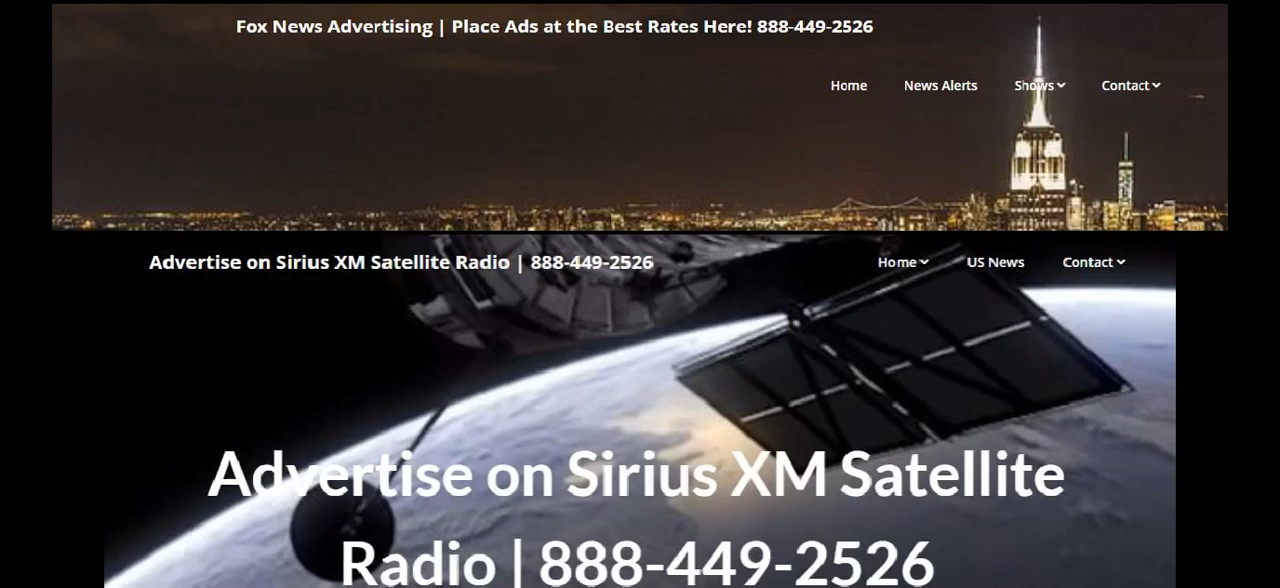 Fox News Advertising | Place Ads at the Best Rates Here! 888-449-2526
Home News Alerts Shows Contact
Advertise on Sirius XM Satellite Radio | 888-449-2526
Home US News Contact
Advertise on Sirius XM Satellite
Radio | 888-449-2526